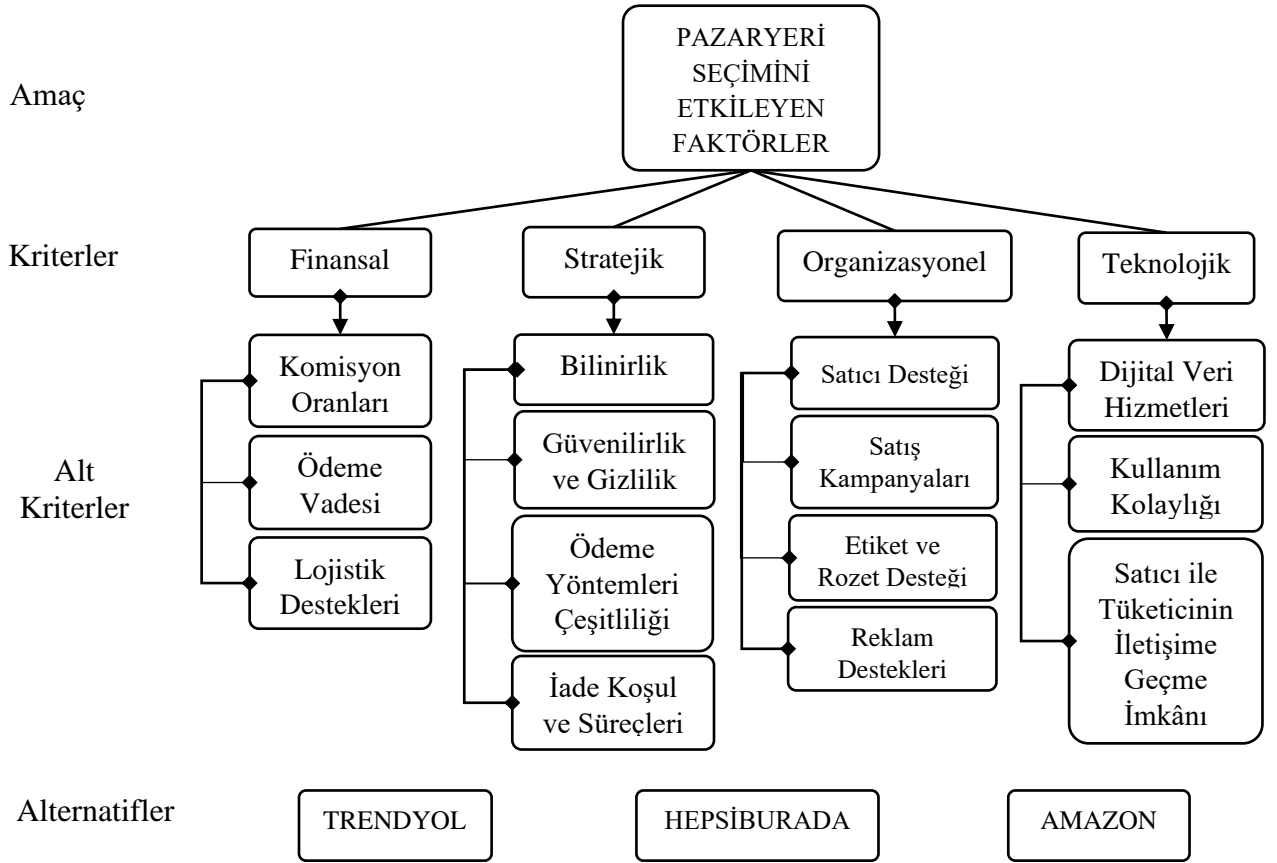 Amaç
PAZARYERİ
SEÇİMİNİ
ETKİLEYEN
FAKTÖRLER
Kriterler
Finansal
Stratejik
Organizasyonel
Teknolojik
Alt
Kriterler
Komisyon
Oranları
Ödeme
Vadesi
Lojistik
Destekleri
Bilinirlik
Güvenilirlik
ve Gizlilik
Ödeme
Yöntemleri
Çeşitliliği
İade Koşul
ve Süreçleri
Satıcı Desteği
Satış
Kampanyaları
Etiket ve
Rozet Desteği
Reklam
Destekleri
Dijital Veri
Hizmetleri
Kullanım
Kolaylığı
Satıcı ile
Tüketicinin
İletişime
Geçme
İmkânı
Alternatifler
TRENDYOL
HEPSİBURADA
AMAZON